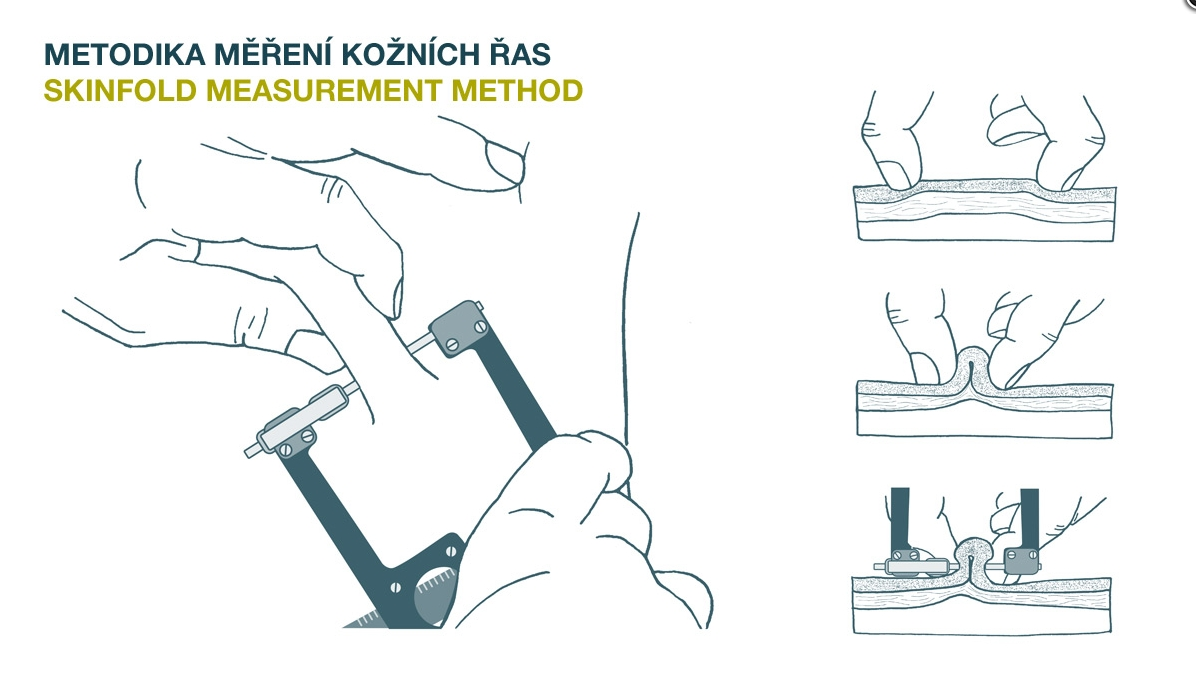 METODIKA MĚŘENÍ KOŽNÍCH ŘAS
SKINFOLD MEASUREMENT METHOD